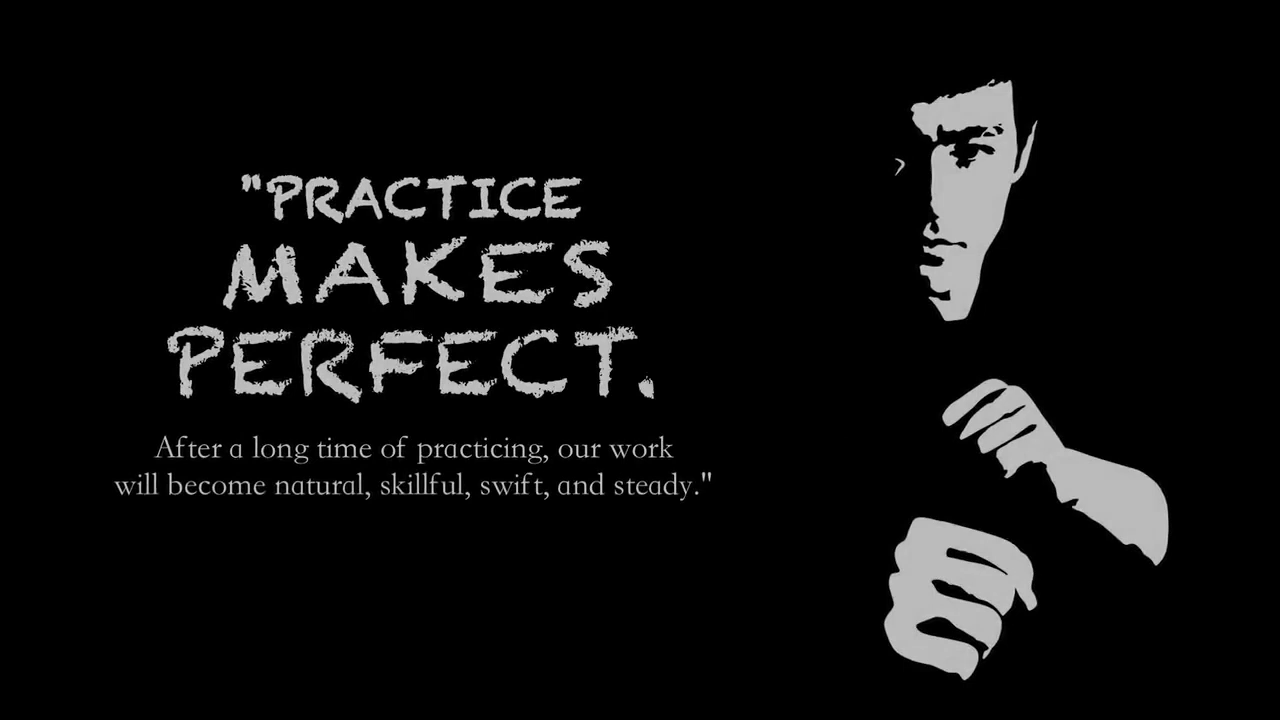 "PRACTICE
MAKES
PERFECT.
After a long time of practicing, our work
will become natural, skillful, swift, and steady."